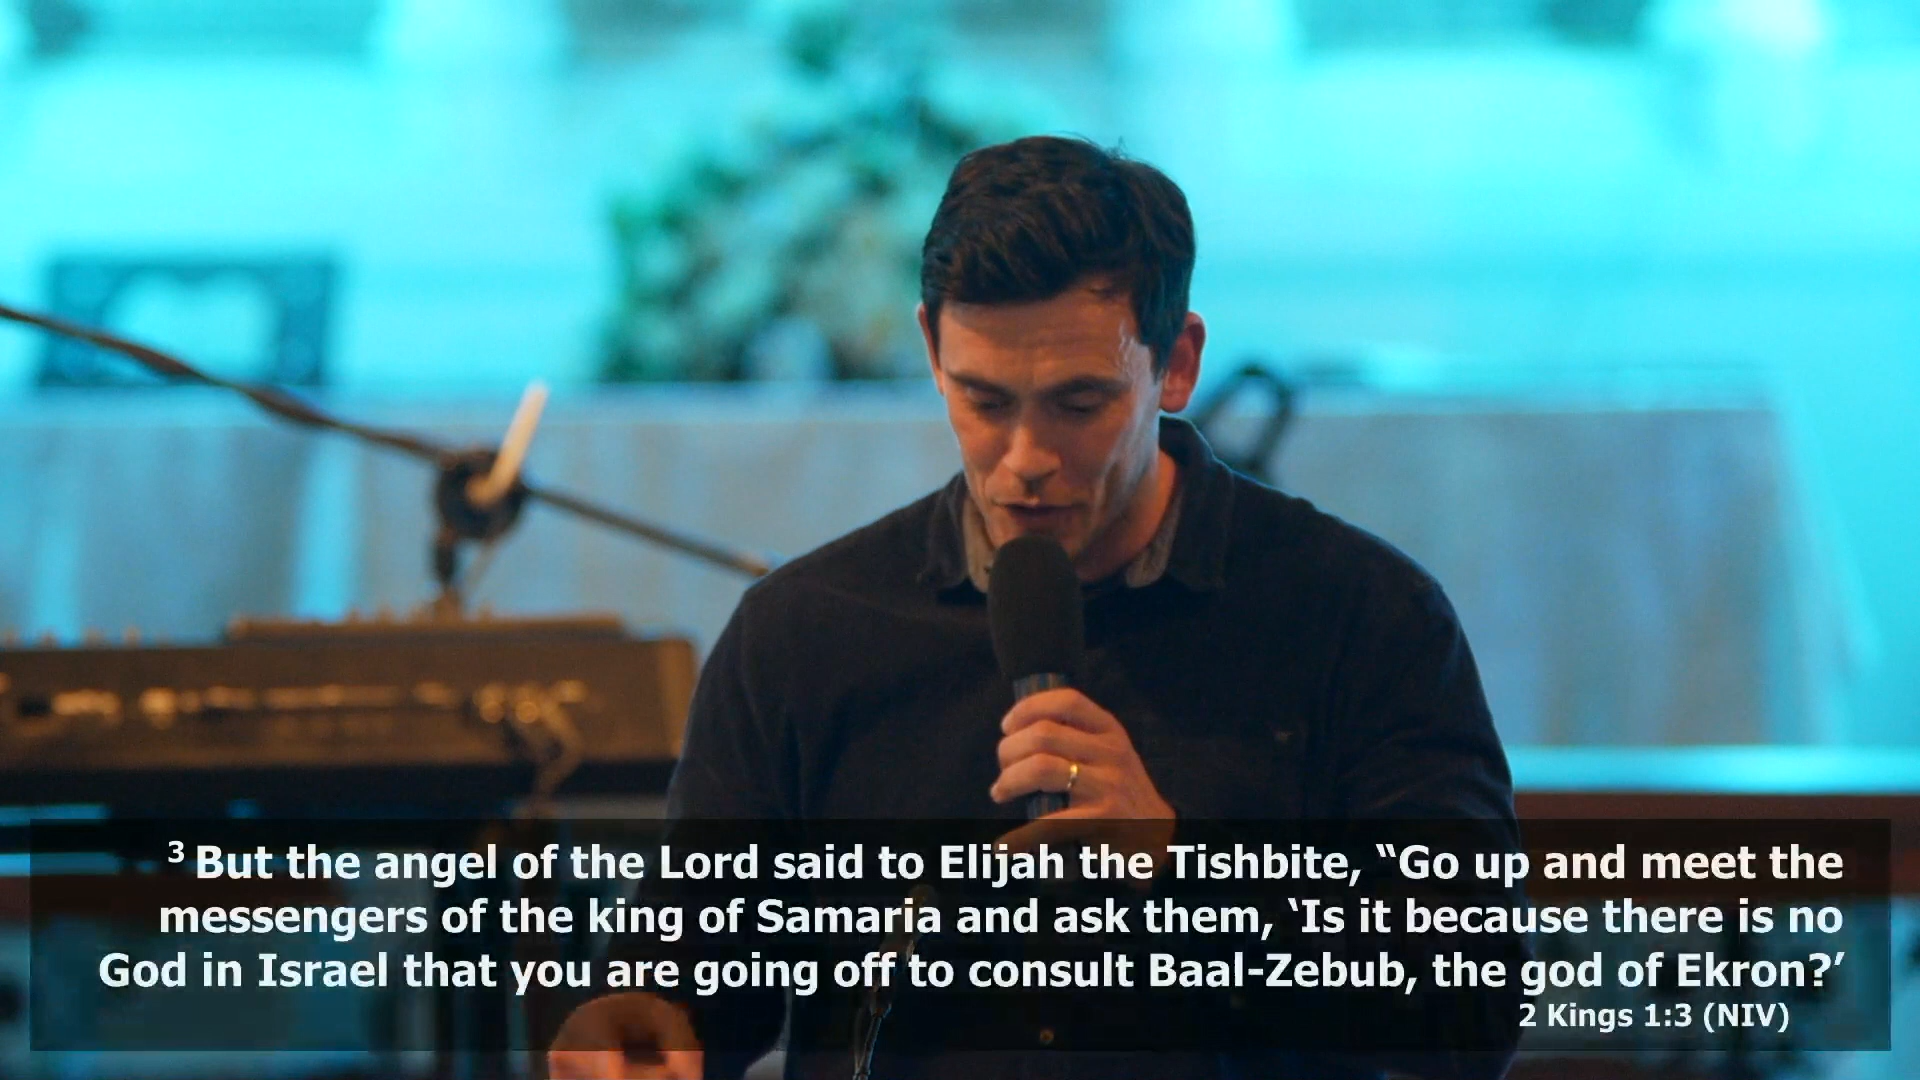 ³ But the angel of the Lord said to Elijah the Tishbite, “Go up and meet the
messengers of the king of Samaria and ask them, ‘Is it because there is no
God in Israel that you are going off to consult Baal-Zebub, the god of Ekron?’
2 Kings 1:3 (NIV)